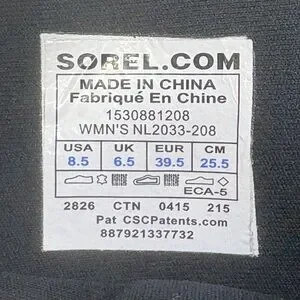 SOREL.COM
MADE IN CHINA
Fabriqué En Chine
1530881208
WMN'S NL2033-208
USA UK EUR CM
8.5 6.5 39.5 25.5
ECA-5
2826 CTN 0415 215
Pat CSCPatents.com
887921337732